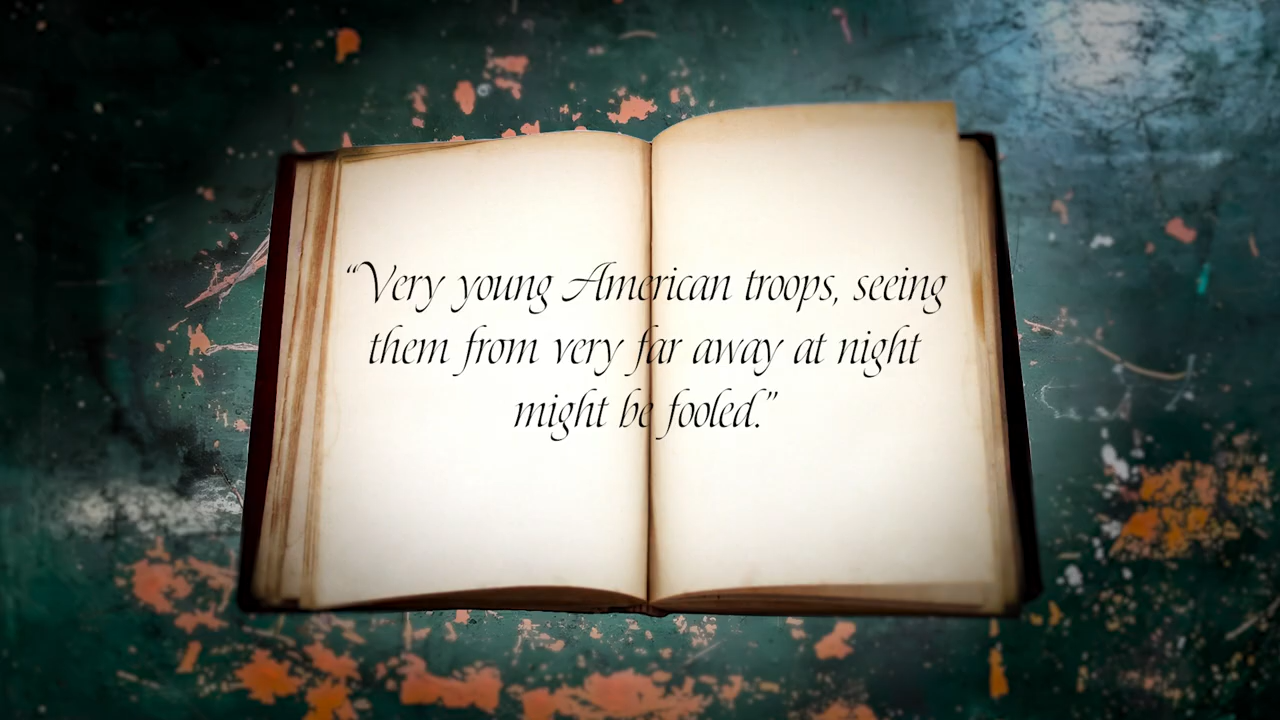 “Very young American troops, seeing
them from very far away at night
might be fooled.”